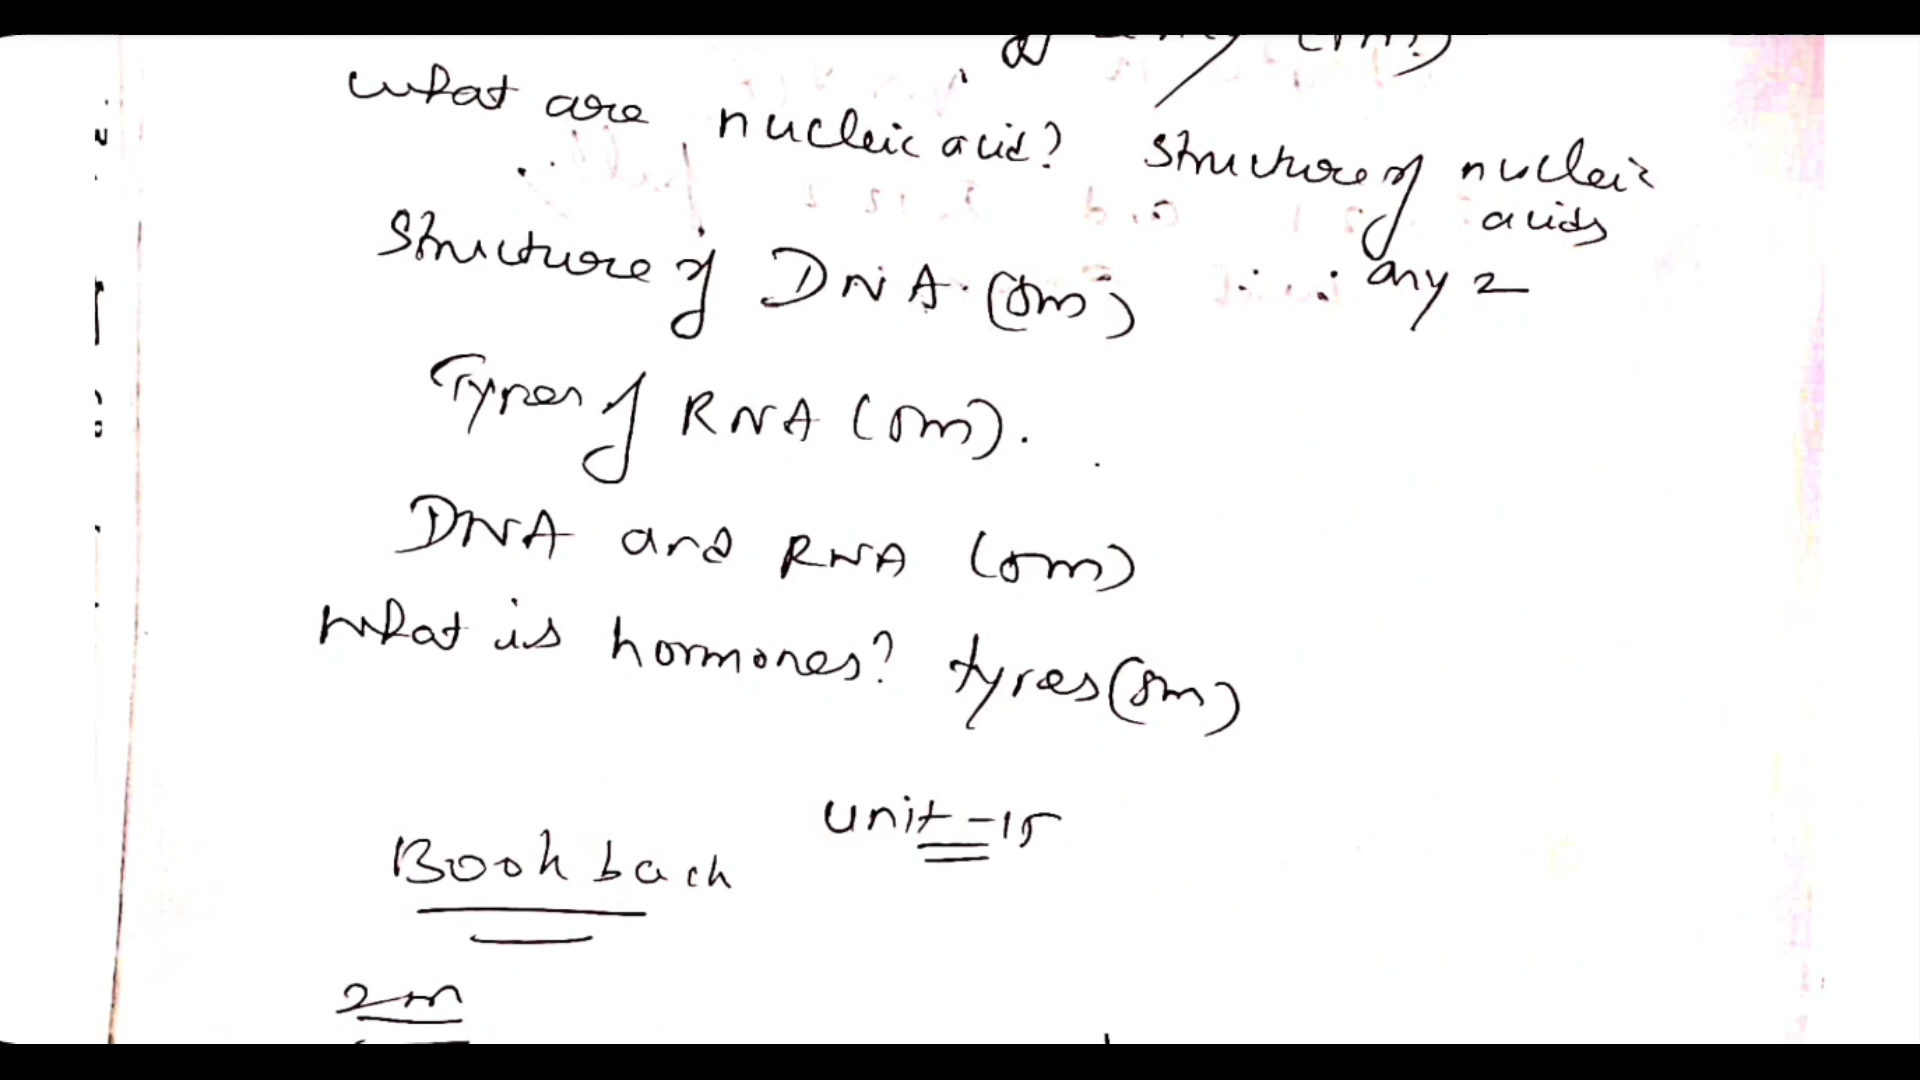 What are nucleic acid? Structure of nucleic acids
any 2
Structure of DNA. (5m)
Types of RNA (5m).
DNA and RNA (5m)
What is hormones? types (5m)
unit - 15
Book back
2m